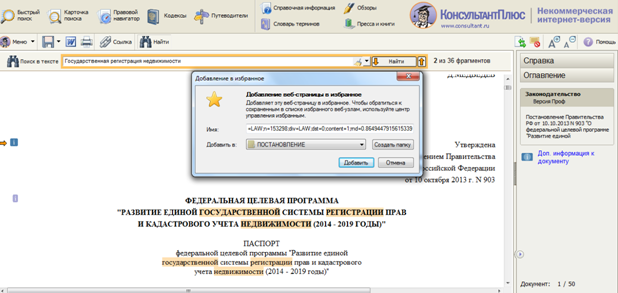 Быстрый поиск
Карточка поиска
Правовой навигатор
Кодексы
Путеводители
Справочная информация
Словарь терминов
Обзоры
Пресса и книги
КонсультантПлюс
www.consultant.ru
Некоммерческая
интернет-версия
Меню
Ссылка
Найти
Помощь
Поиск в тексте
Государственная регистрация недвижимости
Найти
2 из 36 фрагментов
Добавление в избранное
Добавление веб-страницы в избранное
Добавляет эту веб-страницу в избранное. Чтобы обратиться к
сохраненным в списке избранного веб-узлам, используйте центр
управления избранным.
Имя:
=LAW;n=153298;div=LAW;dst=0;content=1;rnd=0.8649447915615339
Добавить в:
ПОСТАНОВЛЕНИЕ
Создать папку
Добавить
Отмена
Д.МЕДВЕДЕВ
Утверждена
ением Правительства
оссийской Федерации
от 10 октября 2013 г. N 903
1
ФЕДЕРАЛЬНАЯ ЦЕЛЕВАЯ ПРОГРАММА
"РАЗВИТИЕ ЕДИНОЙ ГОСУДАРСТВЕННОЙ СИСТЕМЫ РЕГИСТРАЦИИ ПРАВ
И КАДАСТРОВОГО УЧЕТА НЕДВИЖИМОСТИ (2014 - 2019 ГОДЫ)"
ПАСПОРТ
федеральной целевой программы "Развитие единой
государственной системы регистрации прав и кадастрового
учета недвижимости (2014 - 2019 годы)"
Справка
Оглавление
Законодательство
Версия Проф
Постановление Правительства
РФ от 10.10.2013 N 903 "О
федеральной целевой программе
"Развитие единой
Доп. информация к
документу
Документ: 1 / 50